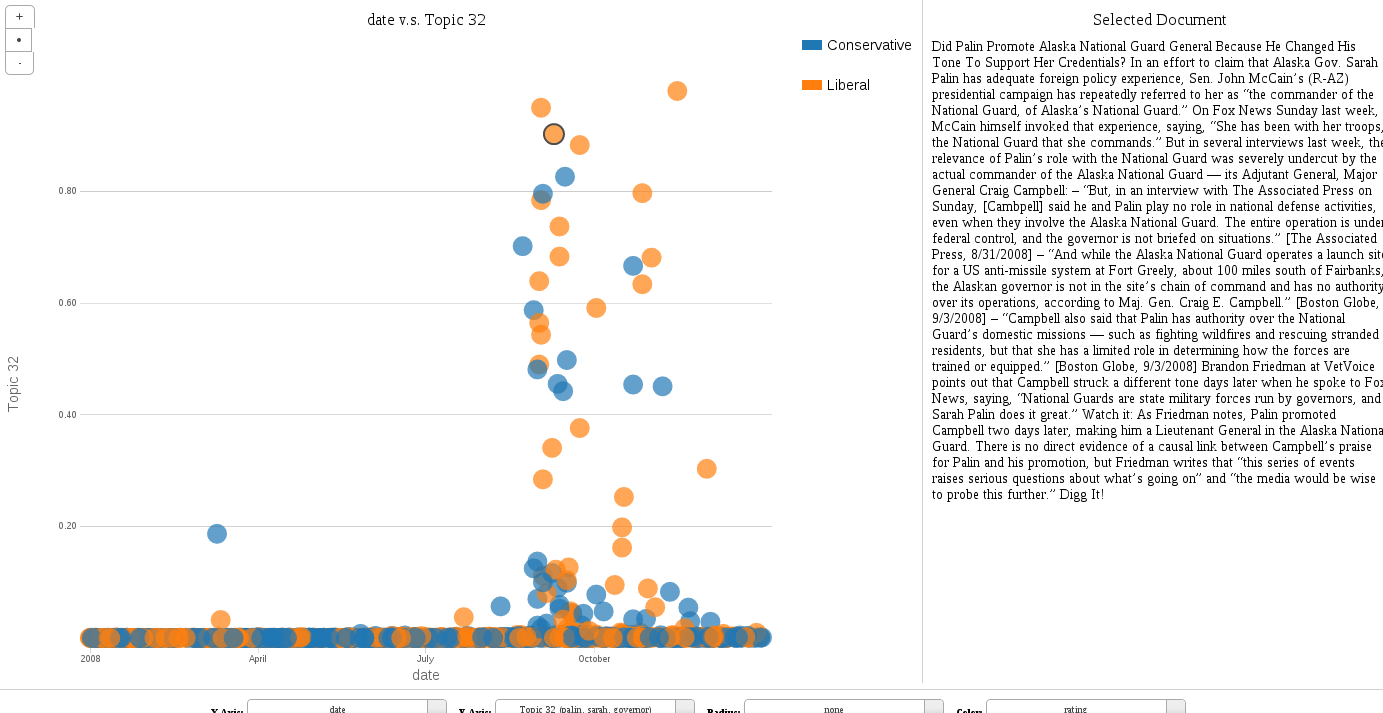 +
•
-
date v.s. Topic 32
Conservative
Liberal
0.80
0.60
0.40
0.20
Topic 32
2008
April
July
October
date
Selected Document
Did Palin Promote Alaska National Guard General Because He Changed His
Tone To Support Her Credentials? In an effort to claim that Alaska Gov. Sarah
Palin has adequate foreign policy experience, Sen. John McCain's (R-AZ)
presidential campaign has repeatedly referred to her as “the commander of the
National Guard, of Alaska's National Guard.” On Fox News Sunday last week,
McCain himself invoked that experience, saying, “She has been with her troops,
the National Guard that she commands.” But in several interviews last week, the
relevance of Palin's role with the National Guard was severely undercut by the
actual commander of the Alaska National Guard — its Adjutant General, Major
General Craig Campbell: – “But, in an interview with The Associated Press on
Sunday, [Cambpell] said he and Palin play no role in national defense activities,
even when they involve the Alaska National Guard. The entire operation is under
federal control, and the governor is not briefed on situations.” [The Associated
Press, 8/31/2008] – “And while the Alaska National Guard operates a launch site
for a US anti-missile system at Fort Greely, about 100 miles south of Fairbanks,
the Alaskan governor is not in the site's chain of command and has no authority
over its operations, according to Maj. Gen. Craig E. Campbell.” [Boston Globe,
9/3/2008] – “Campbell also said that Palin has authority over the National
Guard's domestic missions — such as fighting wildfires and rescuing stranded
residents, but that she has a limited role in determining how the forces are
trained or equipped.” [Boston Globe, 9/3/2008] Brandon Friedman at VetVoice
points out that Campbell struck a different tone days later when he spoke to Fox
News, saying, “National Guards are state military forces run by governors, and
Sarah Palin does it great.” Watch it: As Friedman notes, Palin promoted
Campbell two days later, making him a Lieutenant General in the Alaska National
Guard. There is no direct evidence of a causal link between Campbell's praise
for Palin and his promotion, but Friedman writes that “this series of events
raises serious questions about what's going on” and “the media would be wise
to probe this further.” Digg It!
X Axis: date Y Axis: Topic 32 (palin, sarah, governor) Radius: none Color: rating